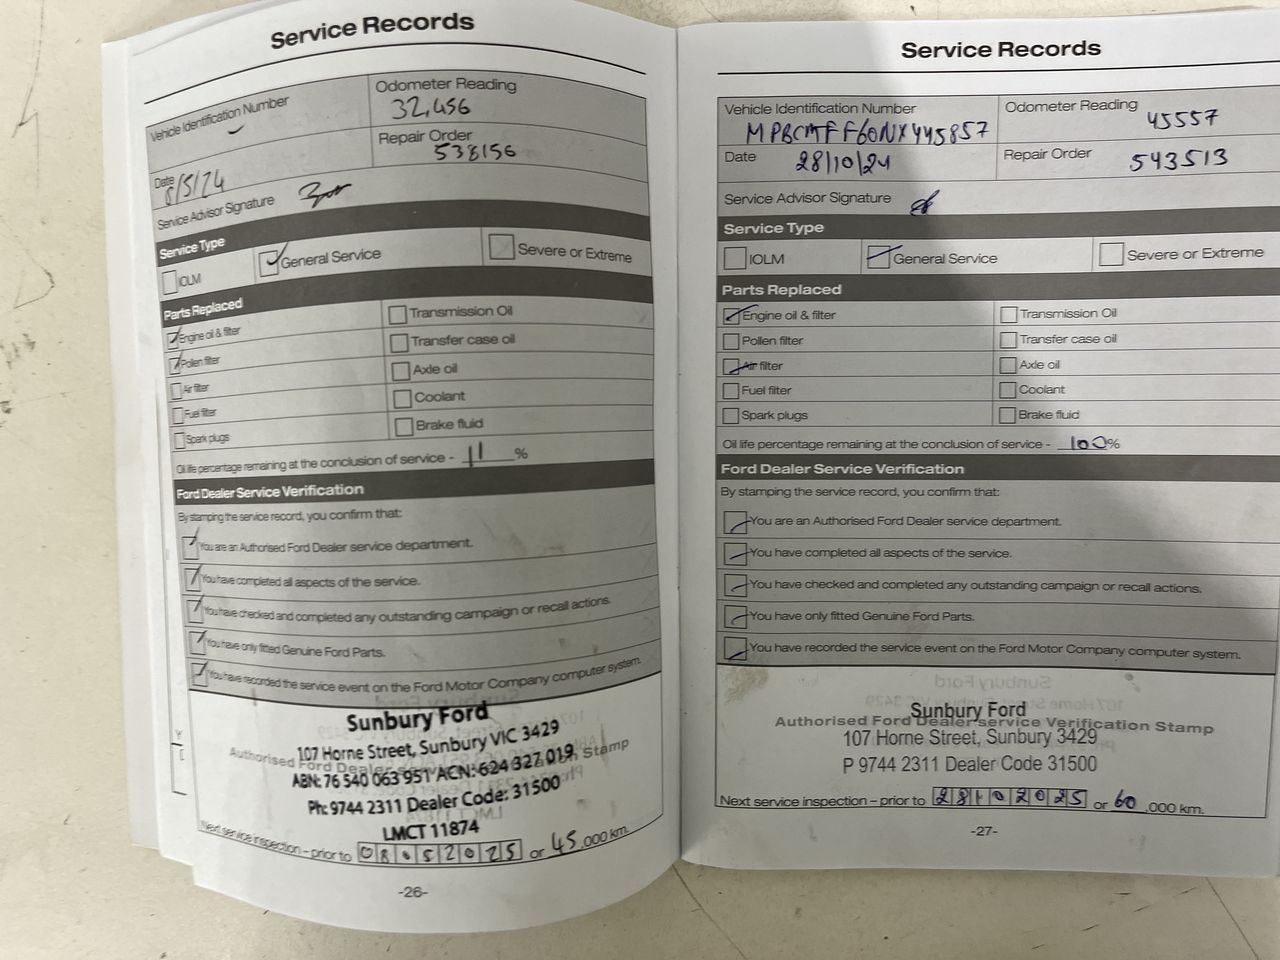 Service Records
Vehicle Identification Number
Odometer Reading
32,456
Repair Order
538156
Date
8/5/24
Service Advisor Signature
Service Type
IOLM
General Service
Severe or Extreme
Parts Replaced
Engine oil & filter
Transmission Oil
Pollen filter
Transfer case oil
Air filter
Axle oil
Fuel filter
Coolant
Spark plugs
Brake fluid
Oil life percentage remaining at the conclusion of service - 11 %
Ford Dealer Service Verification
By stamping the service record, you confirm that:
You are an Authorised Ford Dealer service department.
You have completed all aspects of the service.
You have checked and completed any outstanding campaign or recall actions.
You have only fitted Genuine Ford Parts.
You have recorded the service event on the Ford Motor Company computer system.
Sunbury Ford
107 Horne Street, Sunbury VIC 3429
Authorised Ford Dealer Stamp
ABN: 76 540 063 951 ACN: 624 327 019
Ph: 9744 2311 Dealer Code: 31500
LMCT 11874
Next service inspection – prior to 08052025 or 45 ,000 km.
-26-
Service Records
Vehicle Identification Number
MPBCMFF60NX445857
Odometer Reading
45557
Date
28/10/24
Repair Order
543513
Service Advisor Signature
Service Type
IOLM
General Service
Severe or Extreme
Parts Replaced
Engine oil & filter
Transmission Oil
Pollen filter
Transfer case oil
Air filter
Axle oil
Fuel filter
Coolant
Spark plugs
Brake fluid
Oil life percentage remaining at the conclusion of service - 100 %
Ford Dealer Service Verification
By stamping the service record, you confirm that:
You are an Authorised Ford Dealer service department.
You have completed all aspects of the service.
You have checked and completed any outstanding campaign or recall actions.
You have only fitted Genuine Ford Parts.
You have recorded the service event on the Ford Motor Company computer system.
Sunbury Ford
Authorised Ford Dealer service Verification Stamp
107 Horne Street, Sunbury 3429
P 9744 2311 Dealer Code 31500
Next service inspection – prior to 28102025 or 60 ,000 km.
-27-